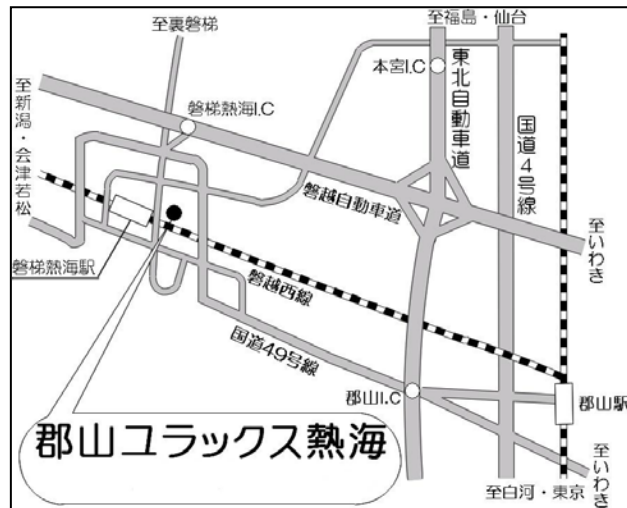 至福島・仙台
至裏磐梯
本宮I.C
東北自動車道
至新潟・会津若松
磐梯熱海I.C
国道4号線
磐越自動車道
至いわき
磐梯熱海駅
磐越西線
国道49号線
郡山I.C
郡山駅
郡山ユラックス熱海
至いわき
至白河・東京